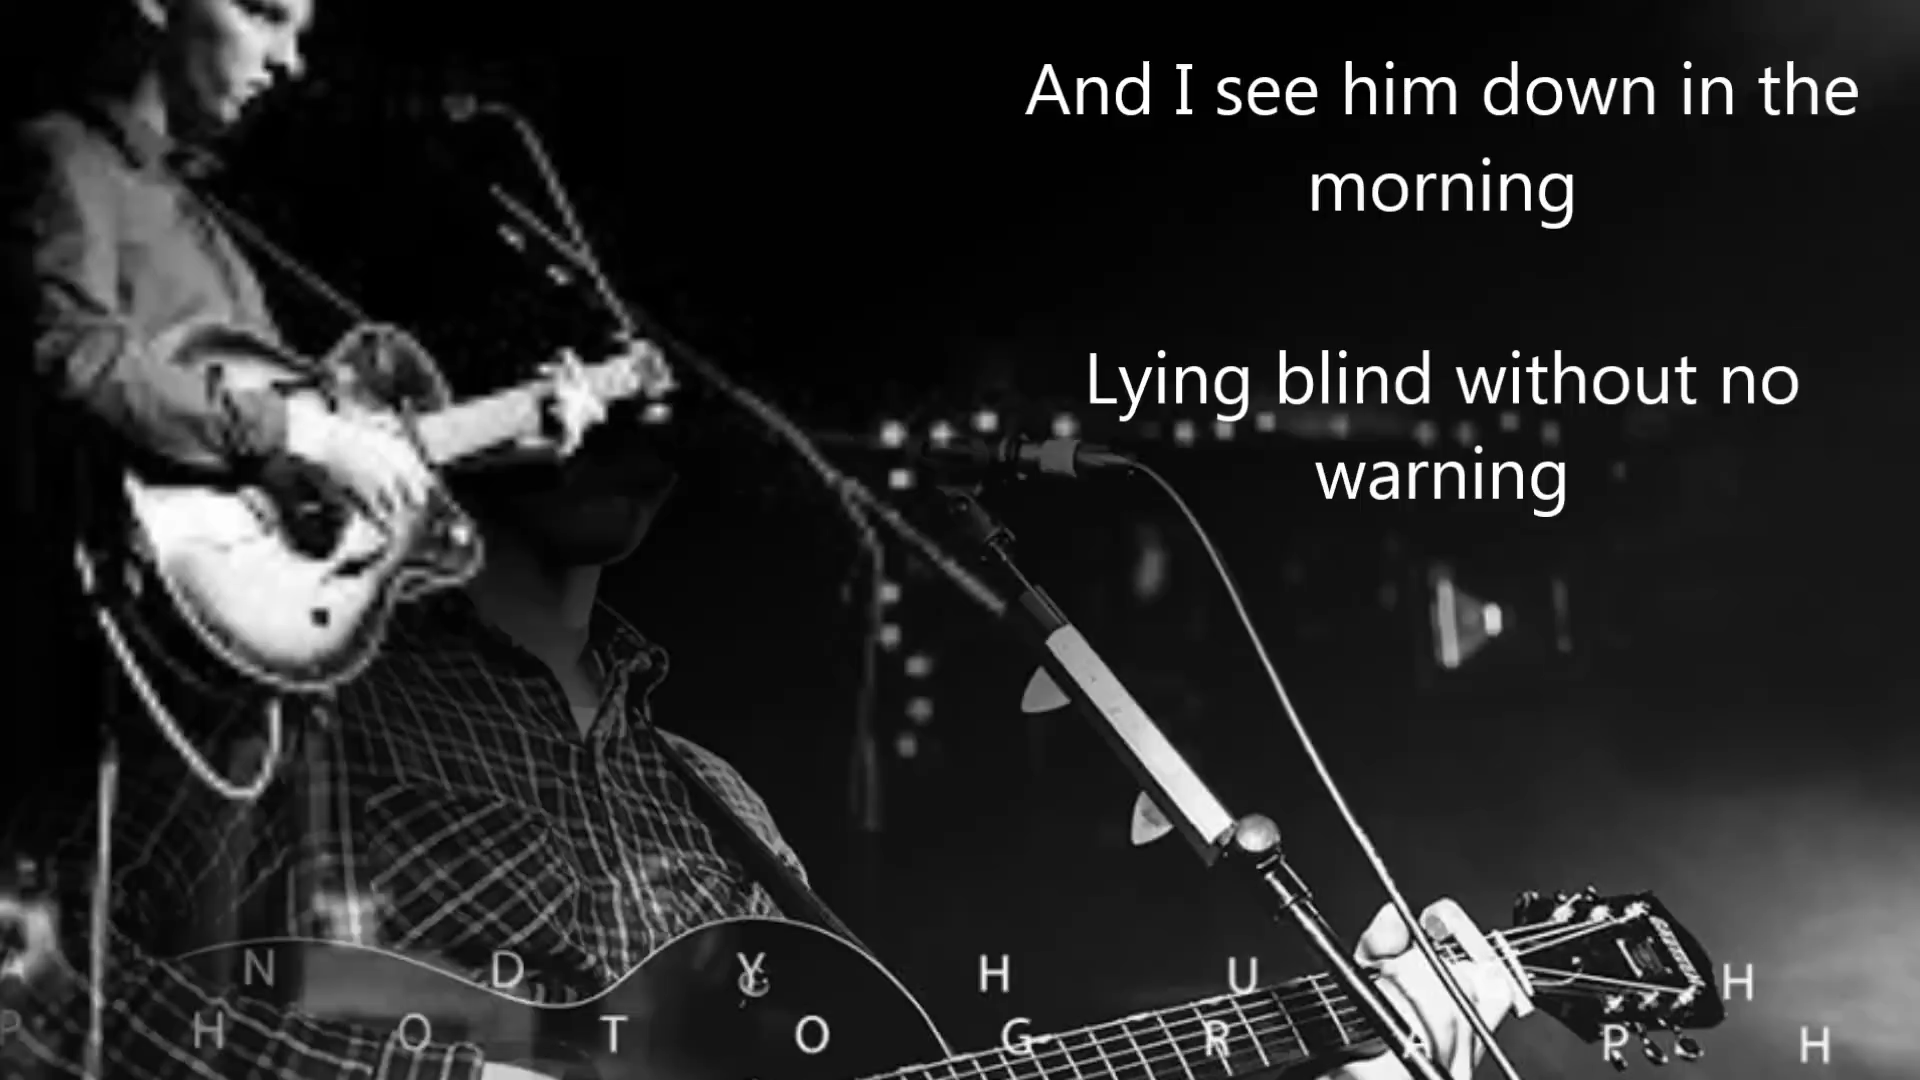 And I see him down in the
morning
Lying blind without no
warning
N D Y H U G H
P H O T O G R A P H